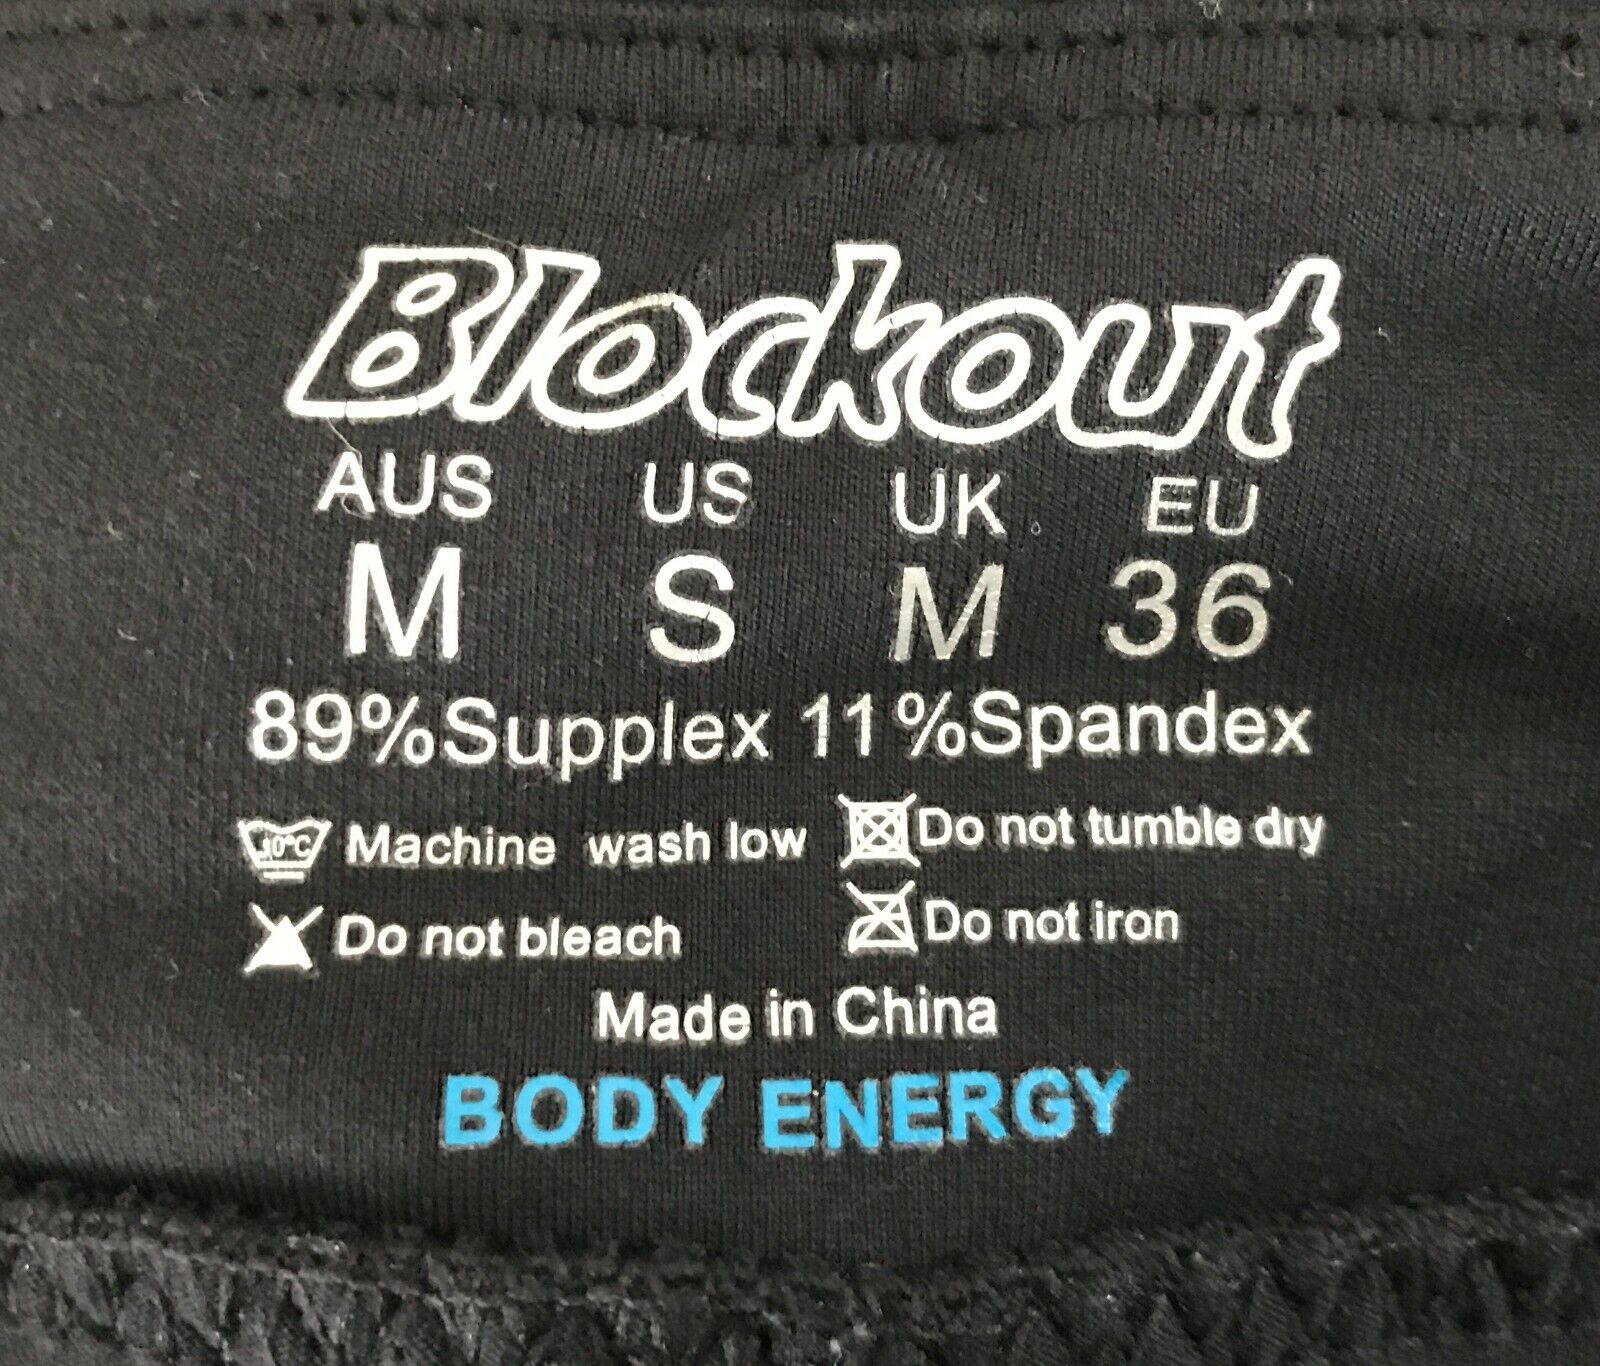 Blockout
AUS US UK EU
M S M 36
89%Supplex 11%Spandex
Machine wash low Do not tumble dry
Do not bleach Do not iron
Made in China
BODY ENERGY